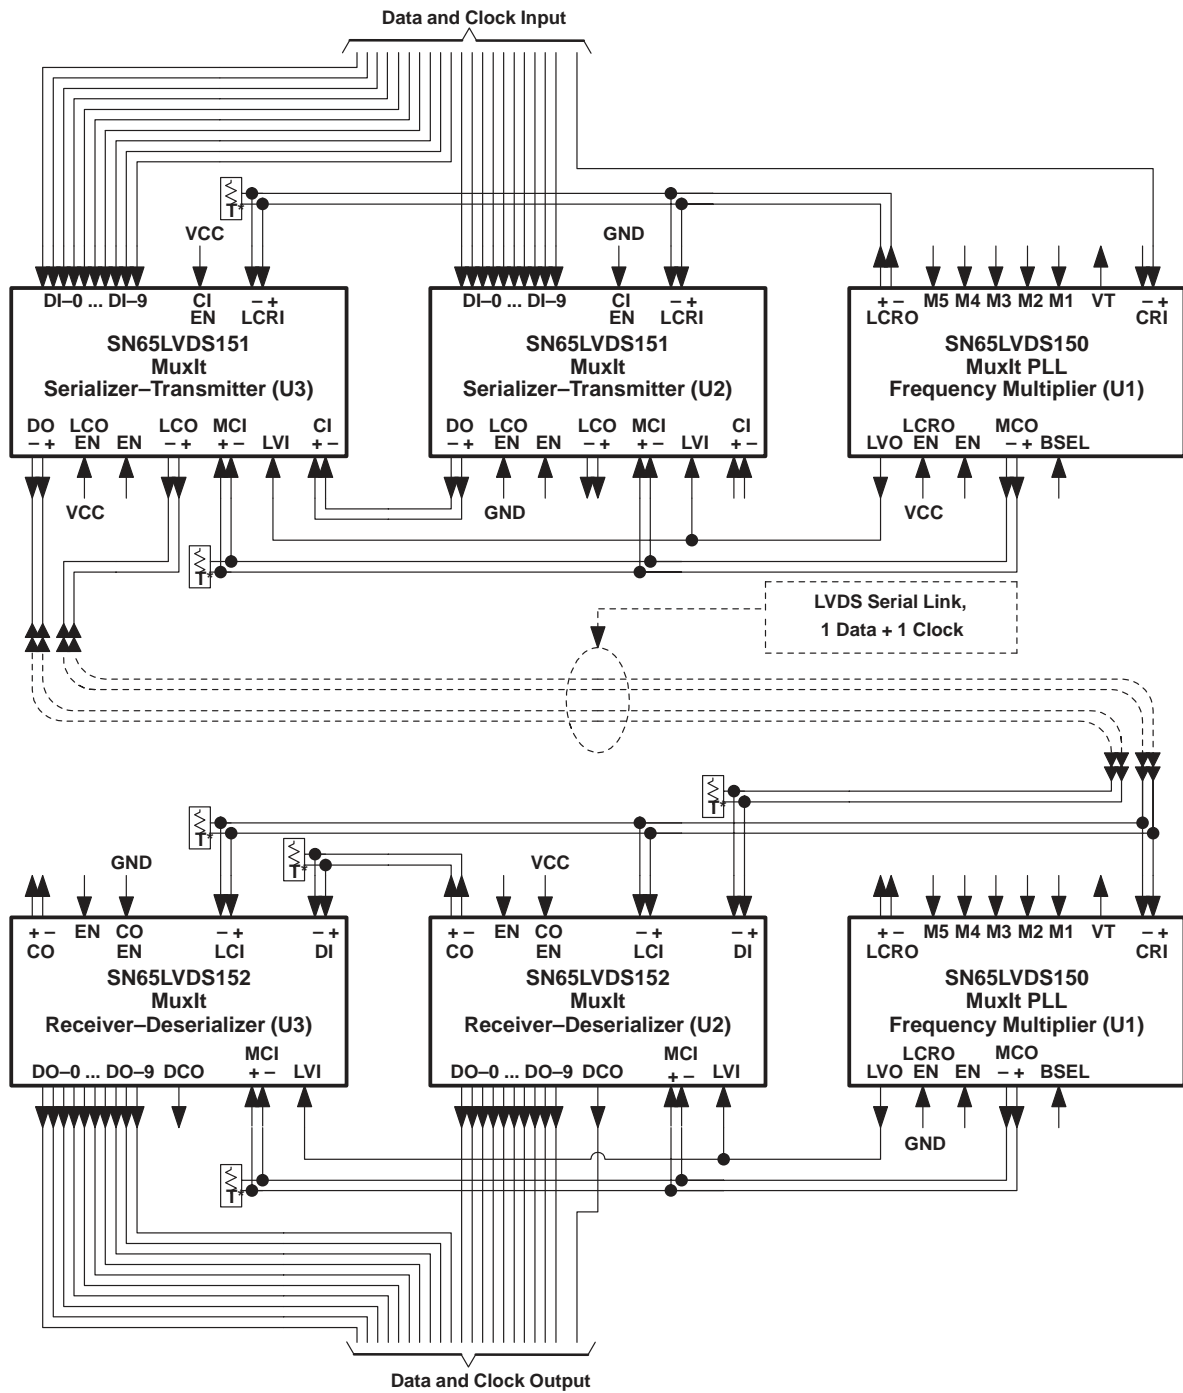 Data and Clock Input
T*
VCC
GND
DI–0 ... DI–9
CI
EN
– +
LCRI
SN65LVDS151
MuxIt
Serializer–Transmitter (U3)
DO
– +
LCO
EN
EN
LCO
– +
MCI
+ –
LVI
CI
+ –
VCC
DI–0 ... DI–9
CI
EN
– +
LCRI
SN65LVDS151
MuxIt
Serializer–Transmitter (U2)
DO
– +
LCO
EN
EN
LCO
– +
MCI
+ –
LVI
CI
+ –
GND
+ –
LCRO
M5 M4 M3 M2 M1
VT
– +
CRI
SN65LVDS150
MuxIt PLL
Frequency Multiplier (U1)
LVO
LCRO
EN
EN
MCO
– +
BSEL
VCC
T*
LVDS Serial Link,
1 Data + 1 Clock
T*
T*
T*
GND
VCC
+ –
CO
EN
CO
EN
– +
LCI
– +
DI
SN65LVDS152
MuxIt
Receiver–Deserializer (U3)
DO–0 ... DO–9
DCO
MCI
+ –
LVI
+ –
CO
EN
CO
EN
– +
LCI
– +
DI
SN65LVDS152
MuxIt
Receiver–Deserializer (U2)
DO–0 ... DO–9
DCO
MCI
+ –
LVI
+ –
LCRO
M5 M4 M3 M2 M1
VT
– +
CRI
SN65LVDS150
MuxIt PLL
Frequency Multiplier (U1)
LVO
LCRO
EN
EN
MCO
– +
BSEL
GND
T*
Data and Clock Output